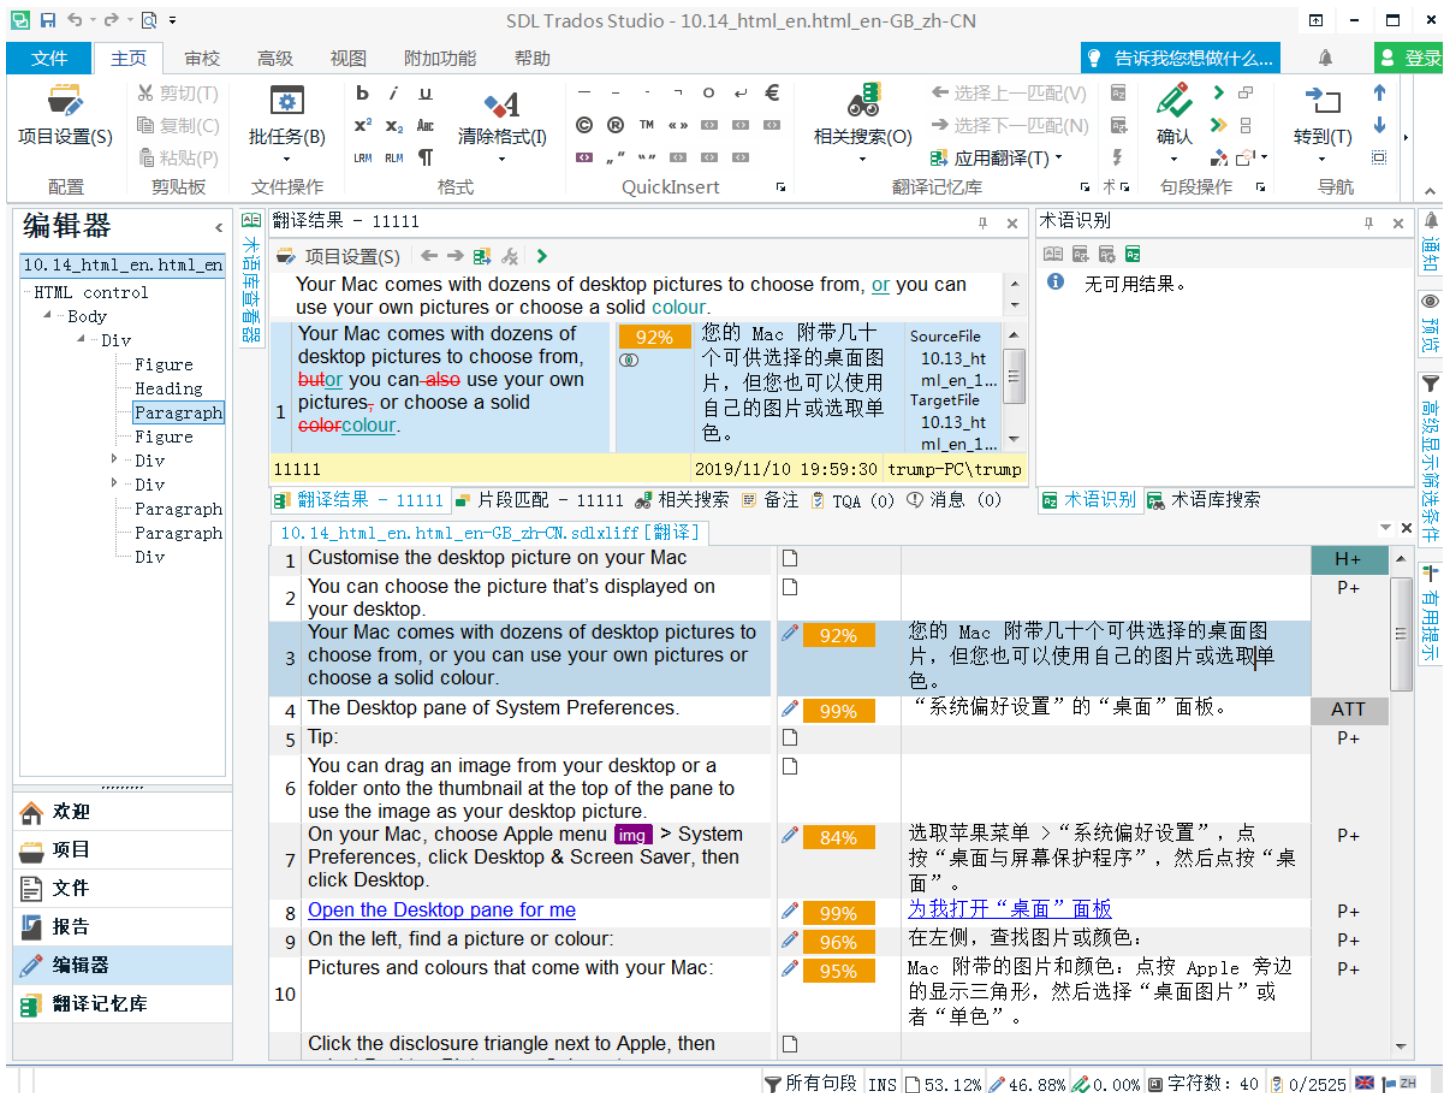 SDL Trados Studio - 10.14_html_en.html_en-GB_zh-CN
文件 主页 审校 高级 视图 附加功能 帮助 告诉我您想做什么... 登录
项目设置(S)
剪切(T)
复制(C)
粘贴(P)
批任务(B)
b i u
x² x₂ ABC
LRM RLM ¶
清除格式(I)
— – - ¬ o ↵ €
© ® TM « »
„ " " "
相关搜索(O)
选择上一匹配(V)
选择下一匹配(N)
应用翻译(T)
确认
转到(T)
配置 剪贴板 文件操作 格式 QuickInsert 翻译记忆库 术 句段操作 导航
编辑器
10.14_html_en.html_en
HTML control
Body
Div
Figure
Heading
Paragraph
Figure
Div
Div
Paragraph
Paragraph
Div
欢迎
项目
文件
报告
编辑器
翻译记忆库
术语库查看器
翻译结果 - 11111
项目设置(S)
Your Mac comes with dozens of desktop pictures to choose from, or you can
use your own pictures or choose a solid colour.
1
Your Mac comes with dozens of
desktop pictures to choose from,
butor you can also use your own
pictures, or choose a solid
colorcolour.
92%
您的 Mac 附带几十
个可供选择的桌面图
片，但您也可以使用
自己的图片或选取单
色。
SourceFile
10.13_ht
ml_en_1...
TargetFile
10.13_ht
ml_en_1...
11111 2019/11/10 19:59:30 trump-PC\trump
翻译结果 - 11111 片段匹配 - 11111 相关搜索 备注 TQA (0) 消息 (0)
术语识别
无可用结果。
术语识别 术语库搜索
通知
预览
高级显示筛选条件
有用提示
10.14_html_en.html_en-GB_zh-CN.sdlxliff [翻译]
1 Customise the desktop picture on your Mac H+
2 You can choose the picture that's displayed on P+
your desktop.
3
Your Mac comes with dozens of desktop pictures to
choose from, or you can use your own pictures or
choose a solid colour.
92%
您的 Mac 附带几十个可供选择的桌面图
片，但您也可以使用自己的图片或选取单
色。
4 The Desktop pane of System Preferences. 99% “系统偏好设置”的“桌面”面板。 ATT
5 Tip: P+
6
You can drag an image from your desktop or a
folder onto the thumbnail at the top of the pane to
use the image as your desktop picture.
7
On your Mac, choose Apple menu img > System
Preferences, click Desktop & Screen Saver, then
click Desktop.
84%
选取苹果菜单 >“系统偏好设置”，点
按“桌面与屏幕保护程序”，然后点按“桌
面”。
P+
8 Open the Desktop pane for me 99% 为我打开“桌面”面板 P+
9 On the left, find a picture or colour: 96% 在左侧，查找图片或颜色： P+
10 Pictures and colours that come with your Mac: 95%
Mac 附带的图片和颜色：点按 Apple 旁边
的显示三角形，然后选择“桌面图片”或
者“单色”。
P+
Click the disclosure triangle next to Apple, then
所有句段 INS 53.12% 46.88% 0.00% 字符数: 40 0/2525 ZH